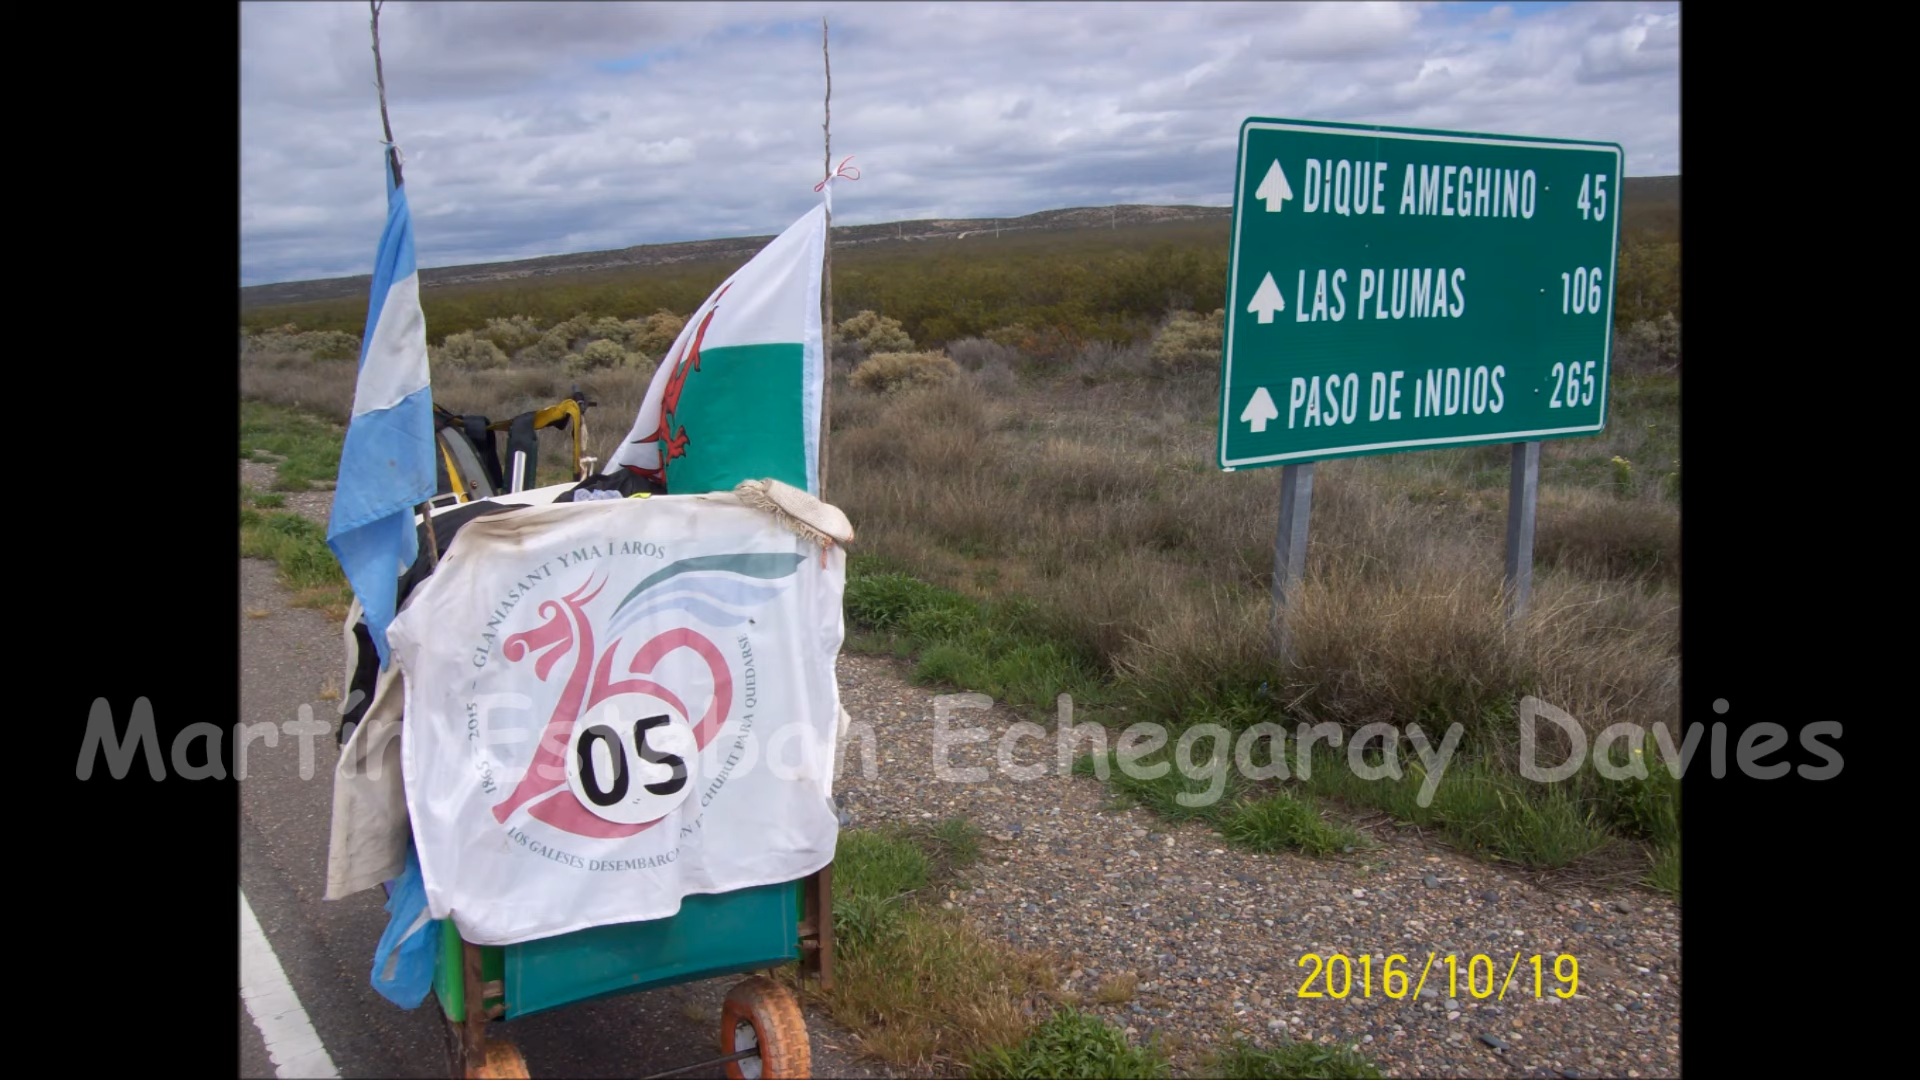 DIQUE AMEGHINO 45
LAS PLUMAS 106
PASO DE INDIOS 265
1865 - 2015 - GLANIASANT YMA I AROS
05
LOS GALESES DESEMBARCA CHUBUT PARA QUEDARSE
Martín Esteban Echegaray Davies
2016/10/19